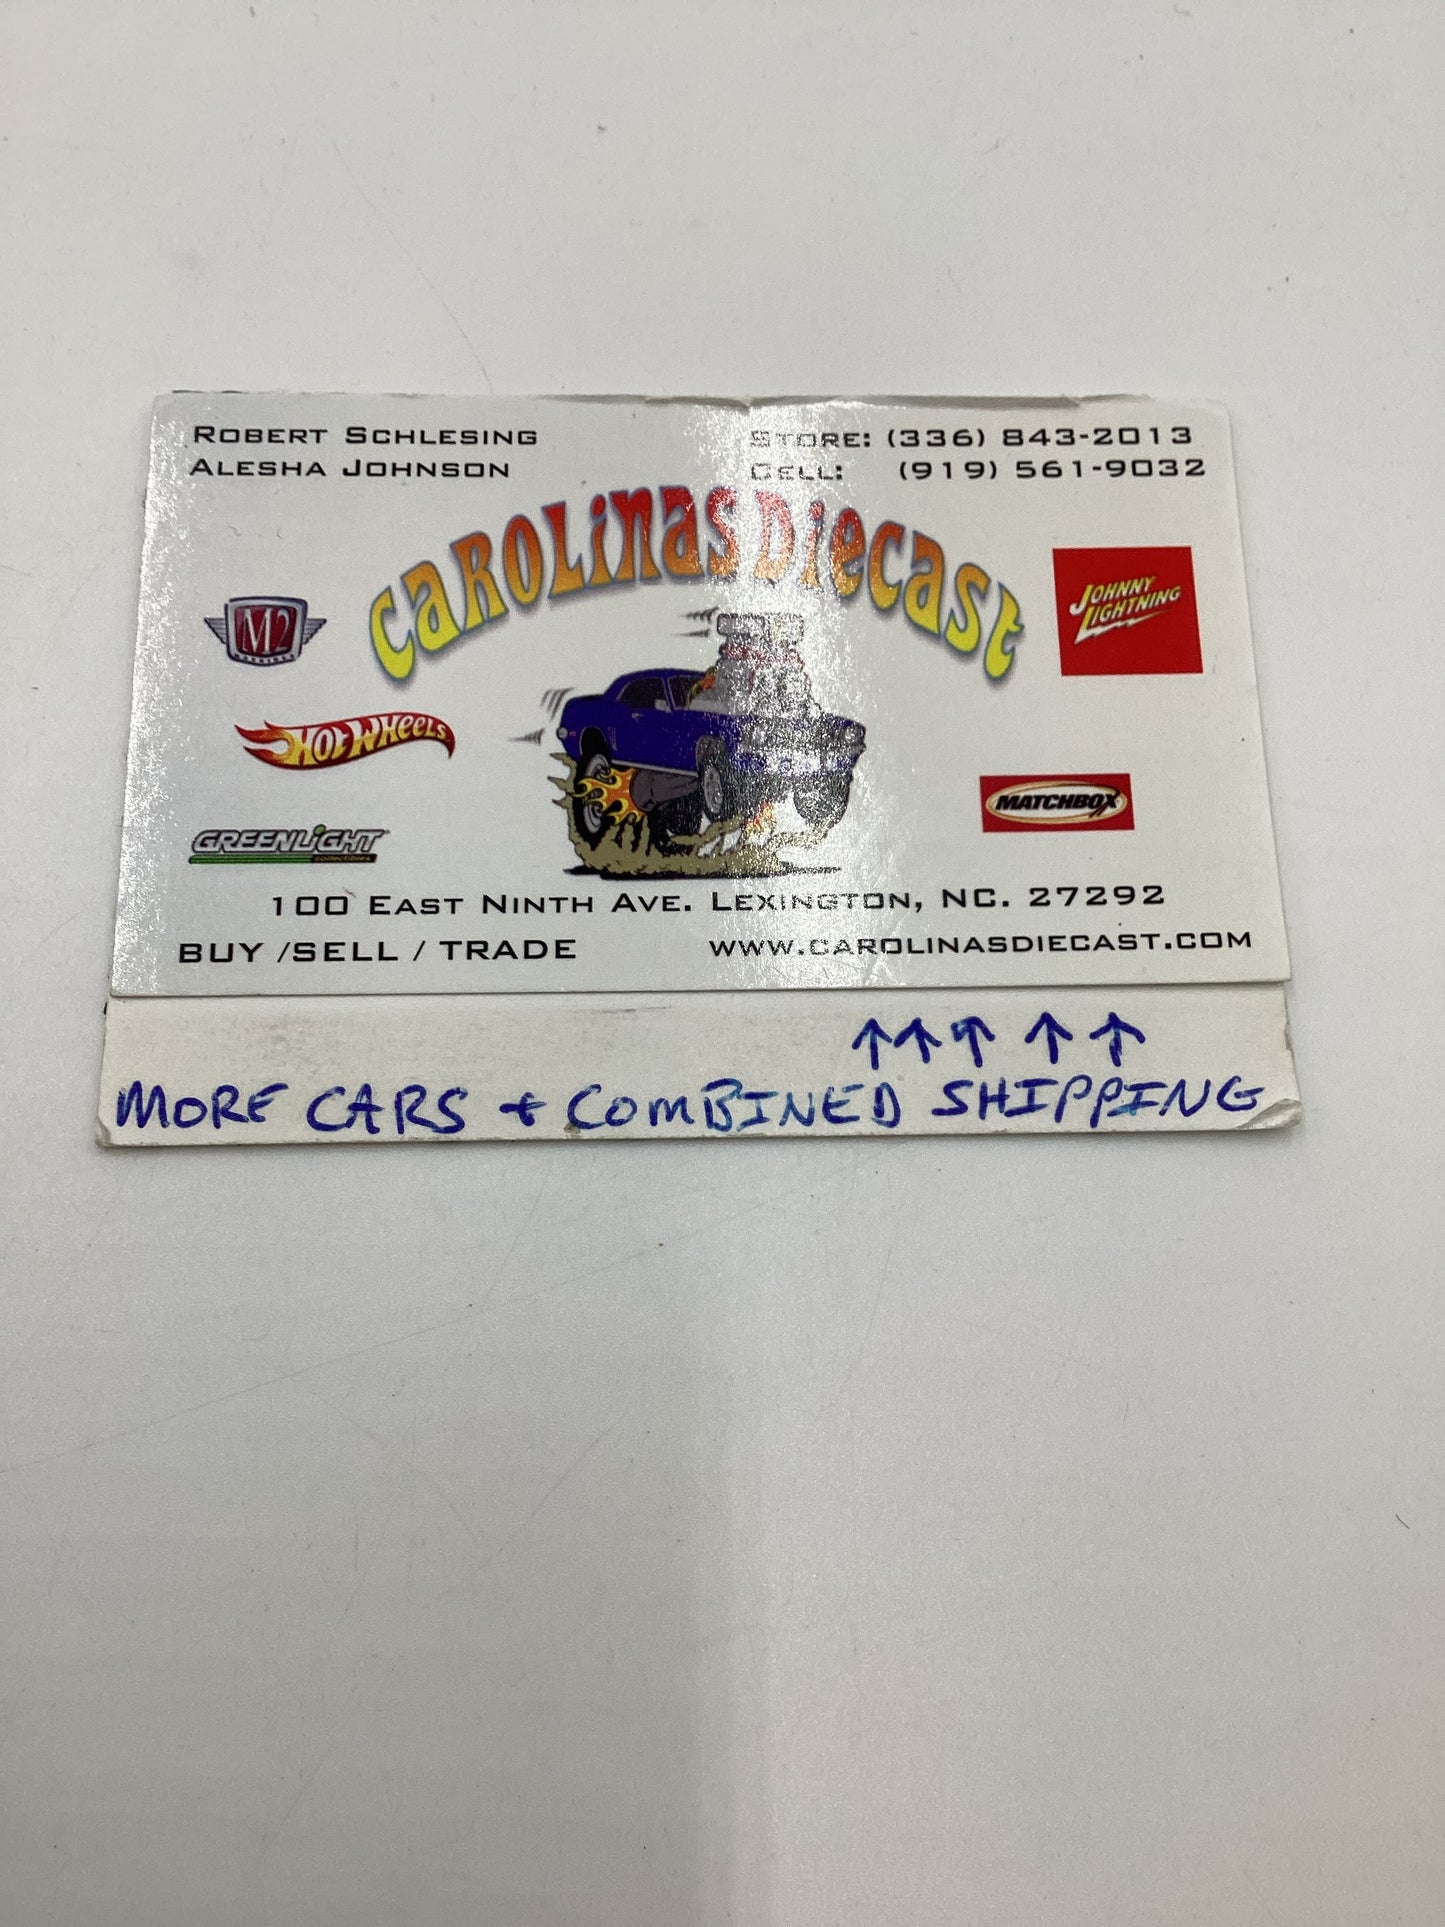 ROBERT SCHLESING
ALESHA JOHNSON
STORE: (336) 843-2013
CELL: (919) 561-9032
CAROLINAS DIECAST
M2
MACHINES
JOHNNY
LIGHTNING
HOT WHEELS
MATCHBOX
GREENLIGHT
collectibles
100 EAST NINTH AVE. LEXINGTON, NC. 27292
BUY /SELL / TRADE
WWW.CAROLINASDIECAST.COM
↑ ↑ ↑ ↑ ↑
MORE CARS + COMBINED SHIPPING